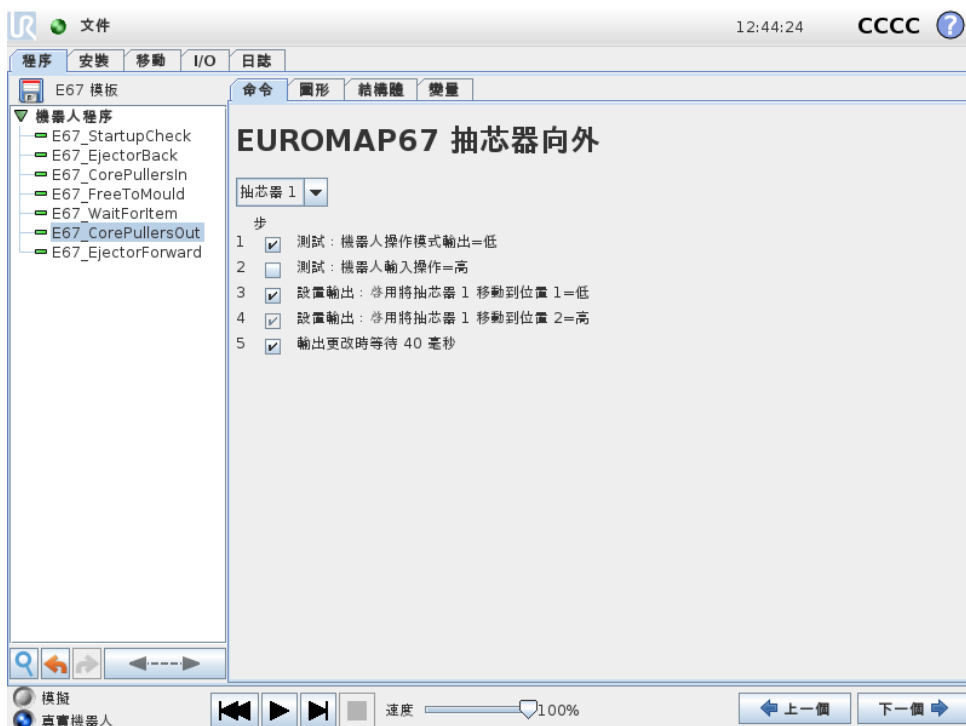 UR 文件 12:44:24 CCCC ?
程序 安裝 移動 I/O 日誌
E67 模板
命令 圖形 結構體 變量
機器人程序
E67_StartupCheck
E67_EjectorBack
E67_CorePullersIn
E67_FreeToMould
E67_WaitForItem
E67_CorePullersOut
E67_EjectorForward
EUROMAP67 抽芯器向外
抽芯器 1
步
1 測試：機器人操作模式輸出=低
2 測試：機器人輸入操作=高
3 設置輸出：啓用將抽芯器 1 移動到位置 1=低
4 設置輸出：啓用將抽芯器 1 移動到位置 2=高
5 輸出更改時等待 40 毫秒
模擬
真實機器人
速度 100%
上一個 下一個